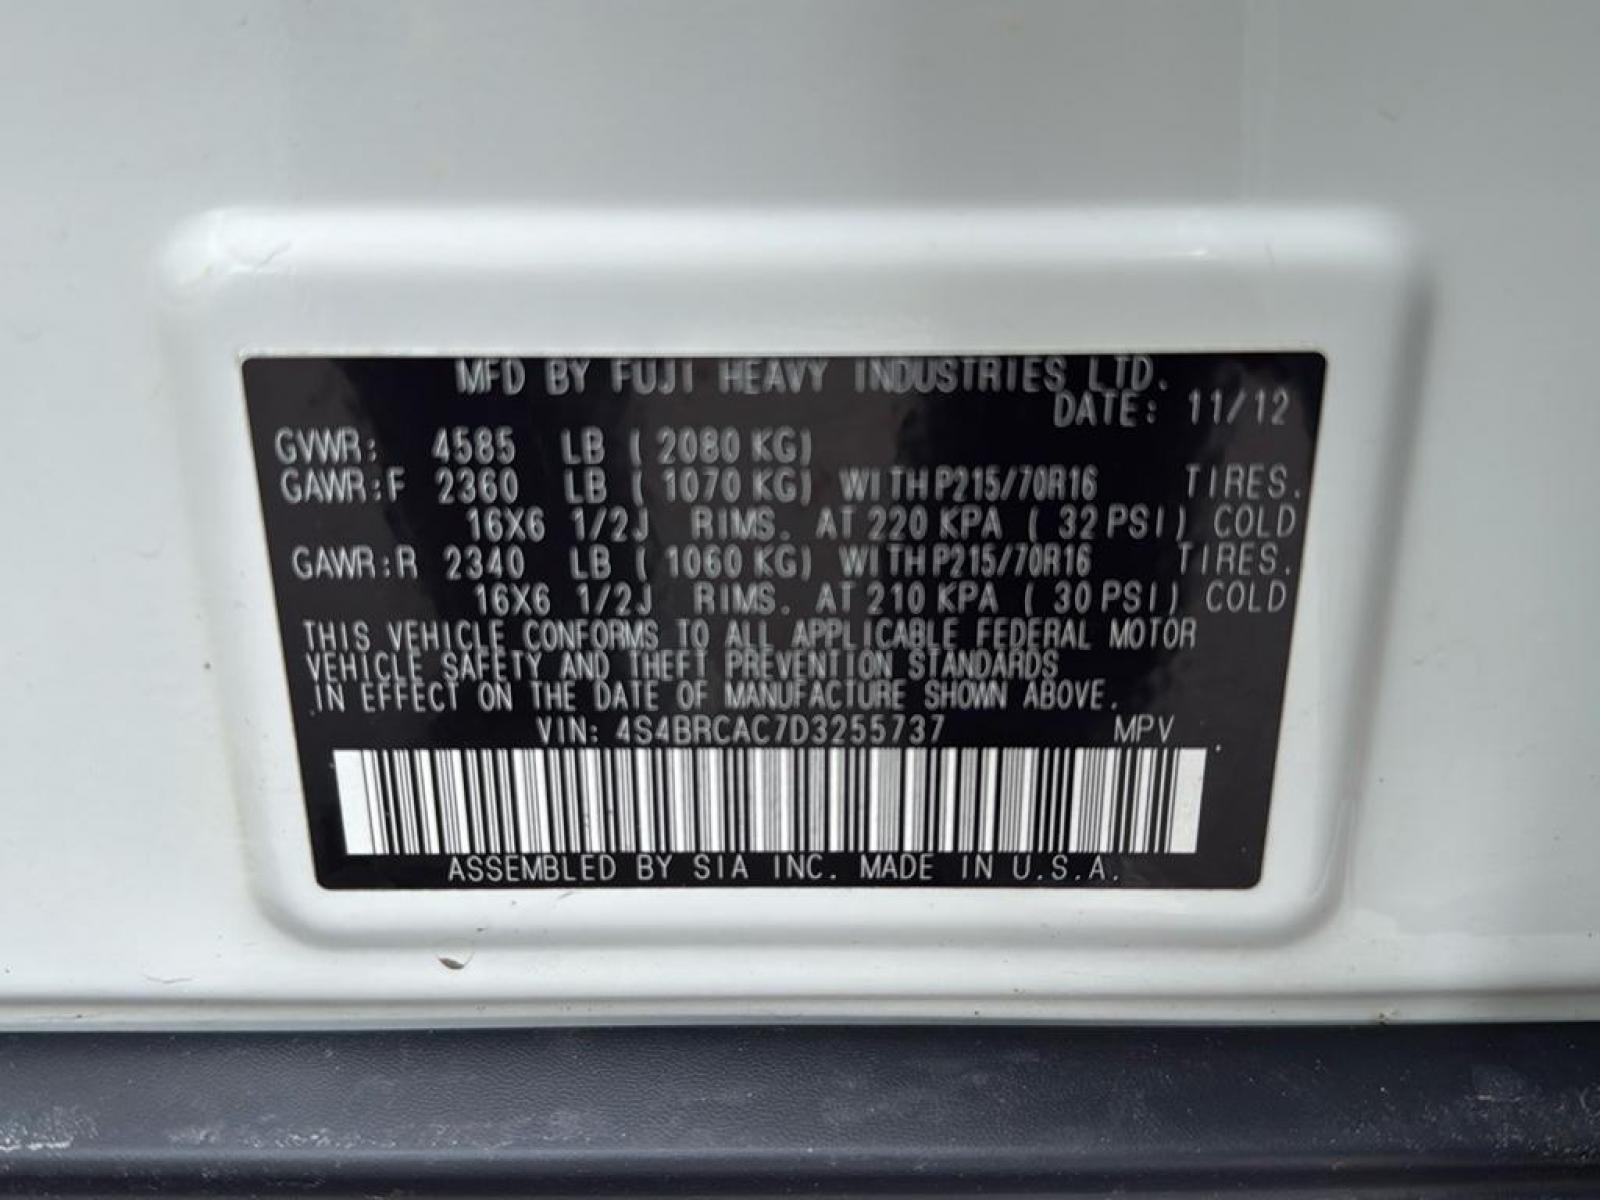 MFD BY FUJI HEAVY INDUSTRIES LTD.
DATE: 11/12
GVWR: 4585 LB ( 2080 KG)
GAWR:F 2360 LB ( 1070 KG) WITH P215/70R16 TIRES.
16X6 1/2J RIMS. AT 220 KPA ( 32 PSI) COLD
GAWR:R 2340 LB ( 1060 KG) WITH P215/70R16 TIRES.
16X6 1/2J RIMS. AT 210 KPA ( 30 PSI) COLD
THIS VEHICLE CONFORMS TO ALL APPLICABLE FEDERAL MOTOR
VEHICLE SAFETY AND THEFT PREVENTION STANDARDS
IN EFFECT ON THE DATE OF MANUFACTURE SHOWN ABOVE.
VIN: 4S4BRCAC7D3255737 MPV
ASSEMBLED BY SIA INC. MADE IN U.S.A.